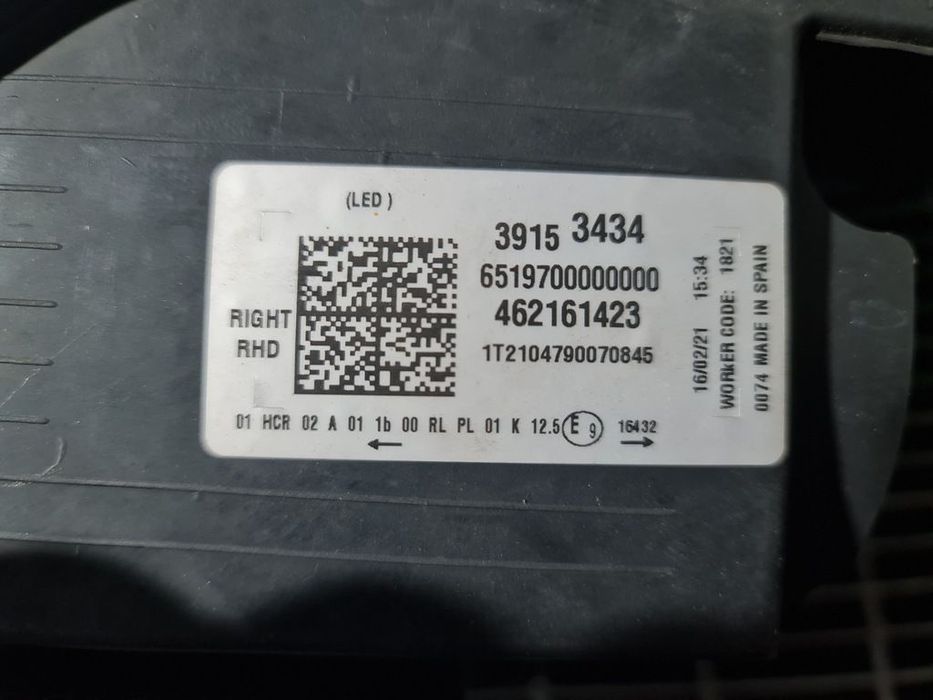 (LED )
3915 3434
6519700000000
462161423
1T2104790070845
RIGHT
RHD
01 HCR 02 A 01 1b 00 RL PL 01 K 12.5 E 9 16432
16/02/21 15:34
WORKER CODE: 1821
0074 MADE IN SPAIN